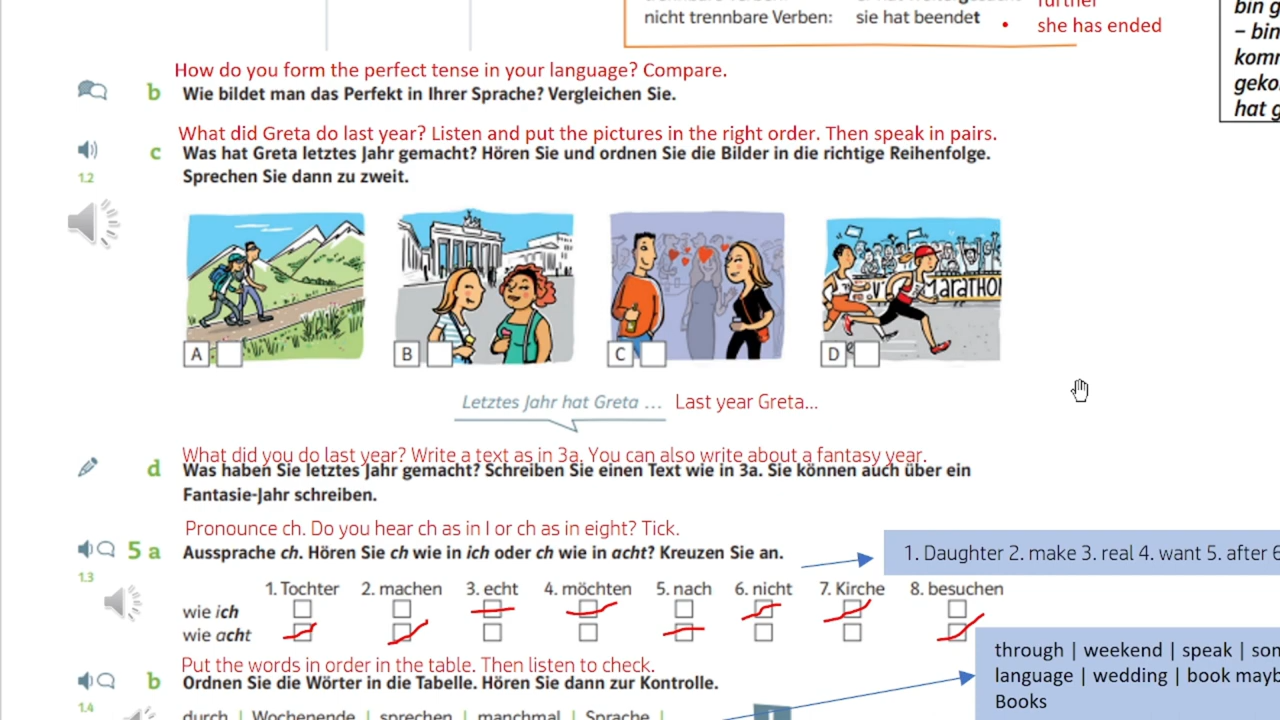 nicht trennbare Verben: sie hat beendet
further
• she has ended
bin g
– bin
komm
geko
hat g
How do you form the perfect tense in your language? Compare.
b Wie bildet man das Perfekt in Ihrer Sprache? Vergleichen Sie.
What did Greta do last year? Listen and put the pictures in the right order. Then speak in pairs.
c Was hat Greta letztes Jahr gemacht? Hören Sie und ordnen Sie die Bilder in die richtige Reihenfolge.
1.2 Sprechen Sie dann zu zweit.
MARATHON
A B C D
Letztes Jahr hat Greta ... Last year Greta...
What did you do last year? Write a text as in 3a. You can also write about a fantasy year.
d Was haben Sie letztes Jahr gemacht? Schreiben Sie einen Text wie in 3a. Sie können auch über ein
Fantasie-Jahr schreiben.
Pronounce ch. Do you hear ch as in I or ch as in eight? Tick.
5 a Aussprache ch. Hören Sie ch wie in ich oder ch wie in acht? Kreuzen Sie an.
1.3
1. Daughter 2. make 3. real 4. want 5. after 6
1. Tochter 2. machen 3. echt 4. möchten 5. nach 6. nicht 7. Kirche 8. besuchen
wie ich
wie acht
Put the words in order in the table. Then listen to check.
b Ordnen Sie die Wörter in die Tabelle. Hören Sie dann zur Kontrolle.
1.4
through | weekend | speak | son
language | wedding | book mayb
Books
durch | Wochenende | sprechen | manchmal | Sprache |